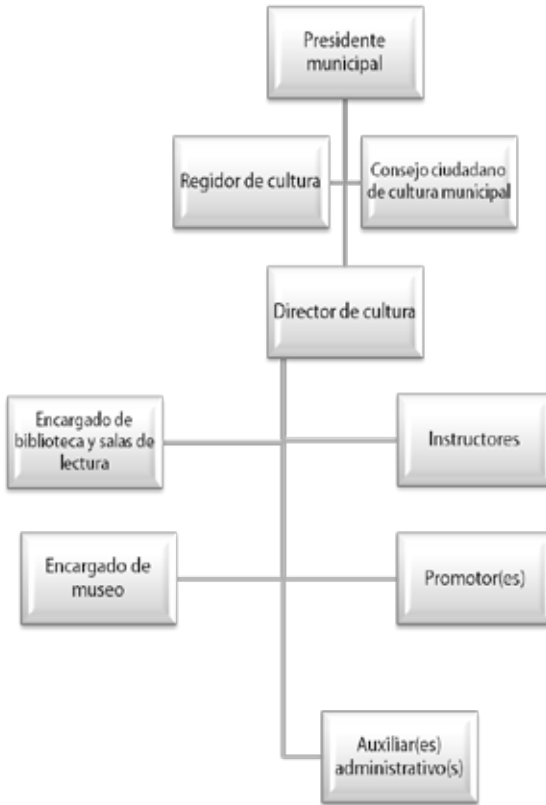 Presidente
municipal
Regidor de cultura
Consejo ciudadano
de cultura municipal
Director de cultura
Encargado de
biblioteca y salas de
lectura
Instructores
Encargado de
museo
Promotor(es)
Auxiliar(es)
administrativo(s)